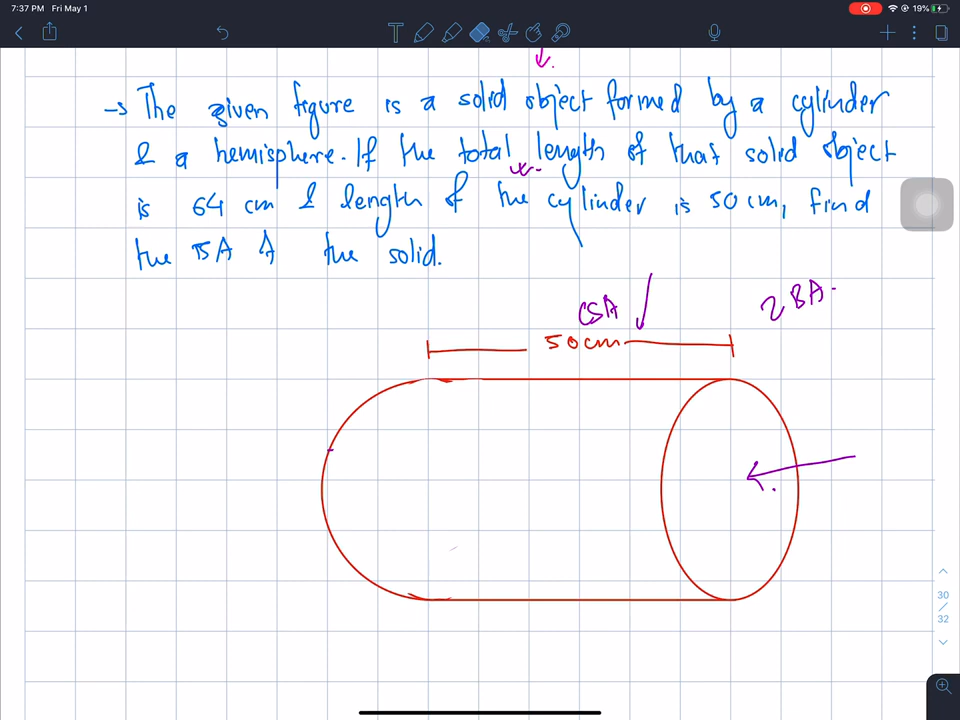 7:37 PM Fri May 1
19%
→ The given figure is a solid object formed by a cylinder
& a hemisphere. If the total length of that solid object
is 64 cm & length of the cylinder is 50 cm, find
the TSA of the solid.
CSA
2BA
50cm
30
/
32